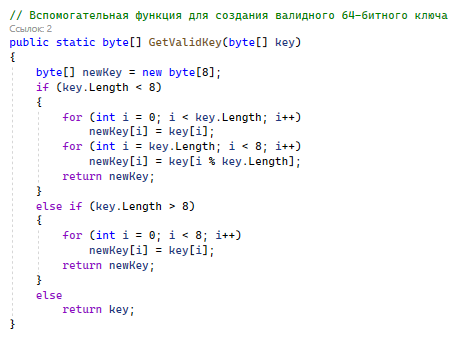 // Вспомогательная функция для создания валидного 64-битного ключа
Ссылок: 2
public static byte[] GetValidKey(byte[] key)
{
    byte[] newKey = new byte[8];
    if (key.Length < 8)
    {
        for (int i = 0; i < key.Length; i++)
            newKey[i] = key[i];
        for (int i = key.Length; i < 8; i++)
            newKey[i] = key[i % key.Length];
        return newKey;
    }
    else if (key.Length > 8)
    {
        for (int i = 0; i < 8; i++)
            newKey[i] = key[i];
        return newKey;
    }
    else
        return key;
}